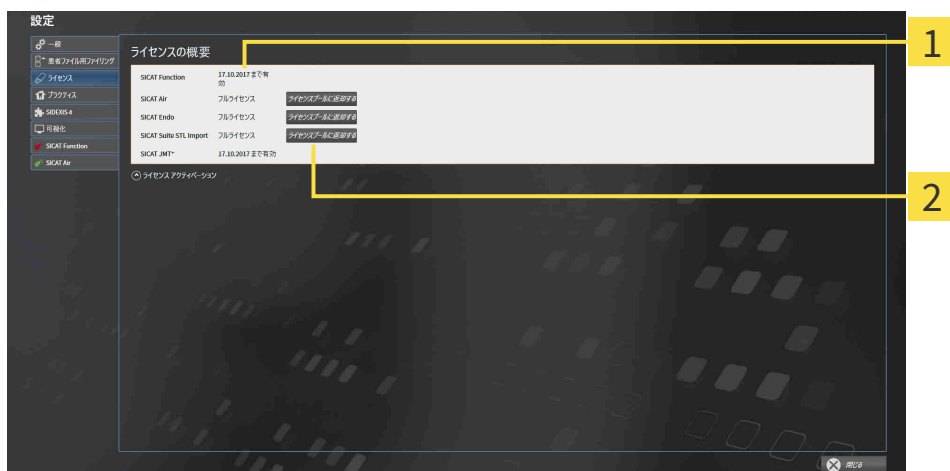 設定
一般
患者ファイル用ファイリング
ライセンス
プラクティス
SIDEXIS 4
可視化
SICAT Function
SICAT Air
ライセンスの概要
SICAT Function 17.10.2017 まで有
効
SICAT Air フルライセンス ライセンスプールに返却する
SICAT Endo フルライセンス ライセンスプールに返却する
SICAT Suite STL Import フルライセンス ライセンスプールに返却する
SICAT JMT⁺ 17.10.2017 まで有効
ライセンス アクティベーション
1
2
閉じる